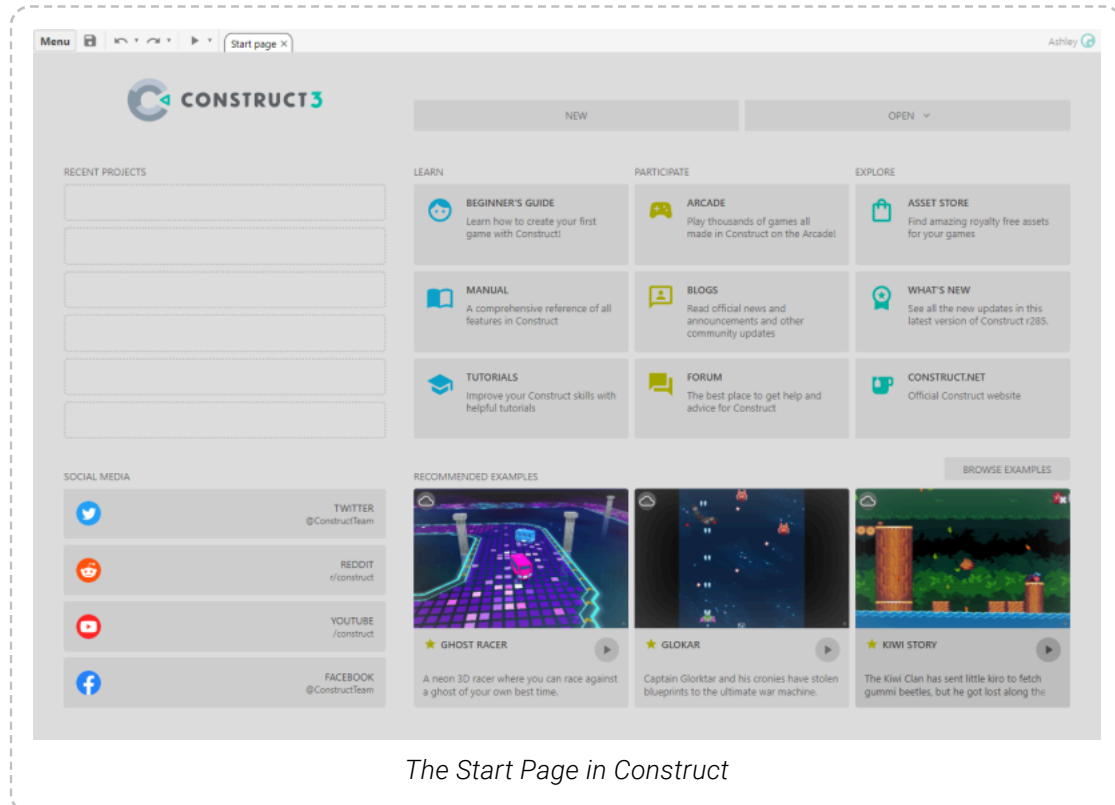 Menu
Start page ×
Ashley
CONSTRUCT3
NEW
OPEN
RECENT PROJECTS
LEARN
BEGINNER'S GUIDE
Learn how to create your first
game with Construct!
MANUAL
A comprehensive reference of all
features in Construct
TUTORIALS
Improve your Construct skills with
helpful tutorials
PARTICIPATE
ARCADE
Play thousands of games all
made in Construct on the Arcade!
BLOGS
Read official news and
announcements and other
community updates
FORUM
The best place to get help and
advice for Construct
EXPLORE
ASSET STORE
Find amazing royalty free assets
for your games
WHAT'S NEW
See all the new updates in this
latest version of Construct r285.
CONSTRUCT.NET
Official Construct website
SOCIAL MEDIA
TWITTER
@ConstructTeam
REDDIT
r/construct
YOUTUBE
/construct
FACEBOOK
@ConstructTeam
RECOMMENDED EXAMPLES
BROWSE EXAMPLES
GHOST RACER
A neon 3D racer where you can race against
a ghost of your own best time.
GLOKAR
Captain Glorktar and his cronies have stolen
blueprints to the ultimate war machine.
KIWI STORY
The Kiwi Clan has sent little kiro to fetch
gummi beetles, but he got lost along the
The Start Page in Construct